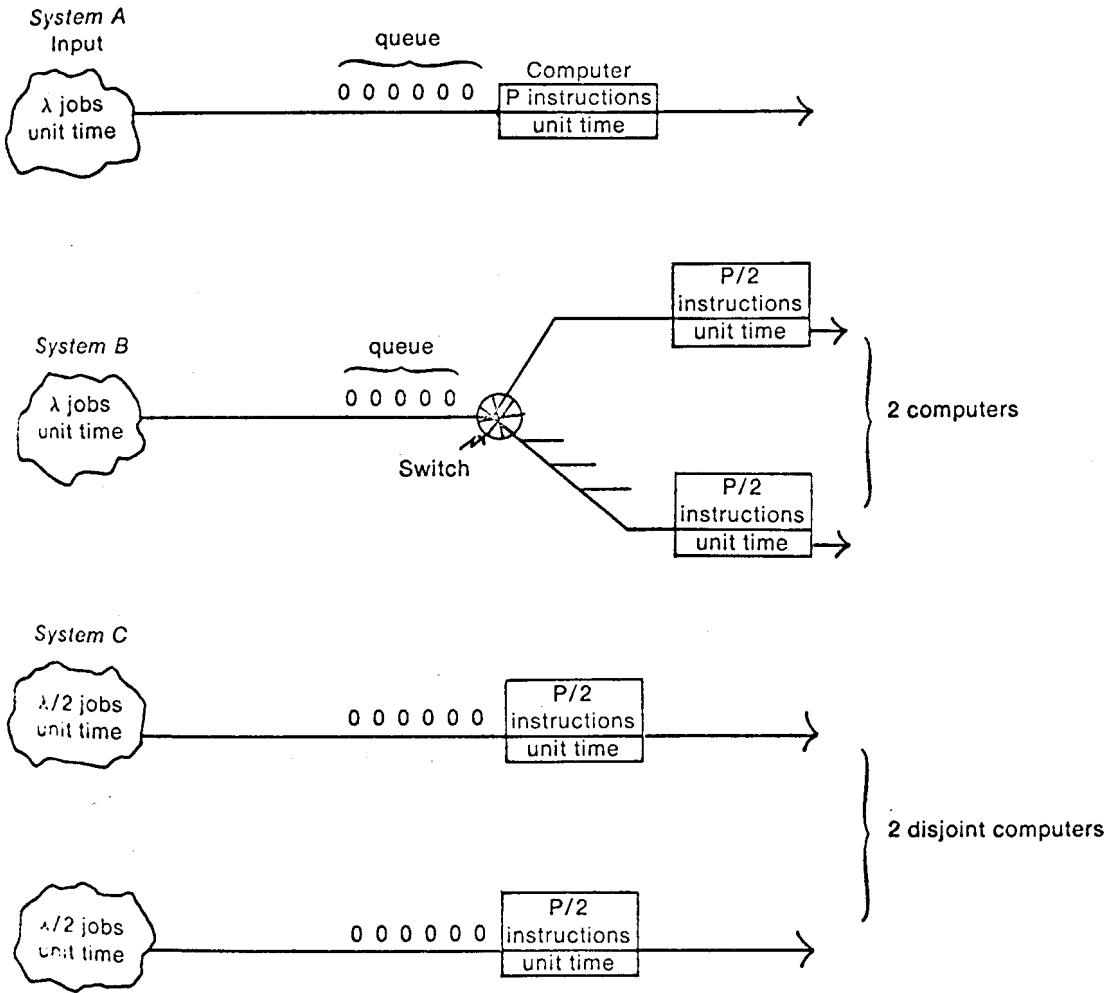 System A
Input
λ jobs
unit time
queue
0 0 0 0 0 0
Computer
P instructions
unit time
System B
λ jobs
unit time
queue
0 0 0 0 0
Switch
P/2
instructions
unit time
P/2
instructions
unit time
2 computers
System C
λ/2 jobs
unit time
0 0 0 0 0 0
P/2
instructions
unit time
2 disjoint computers
λ/2 jobs
unit time
0 0 0 0 0 0
P/2
instructions
unit time